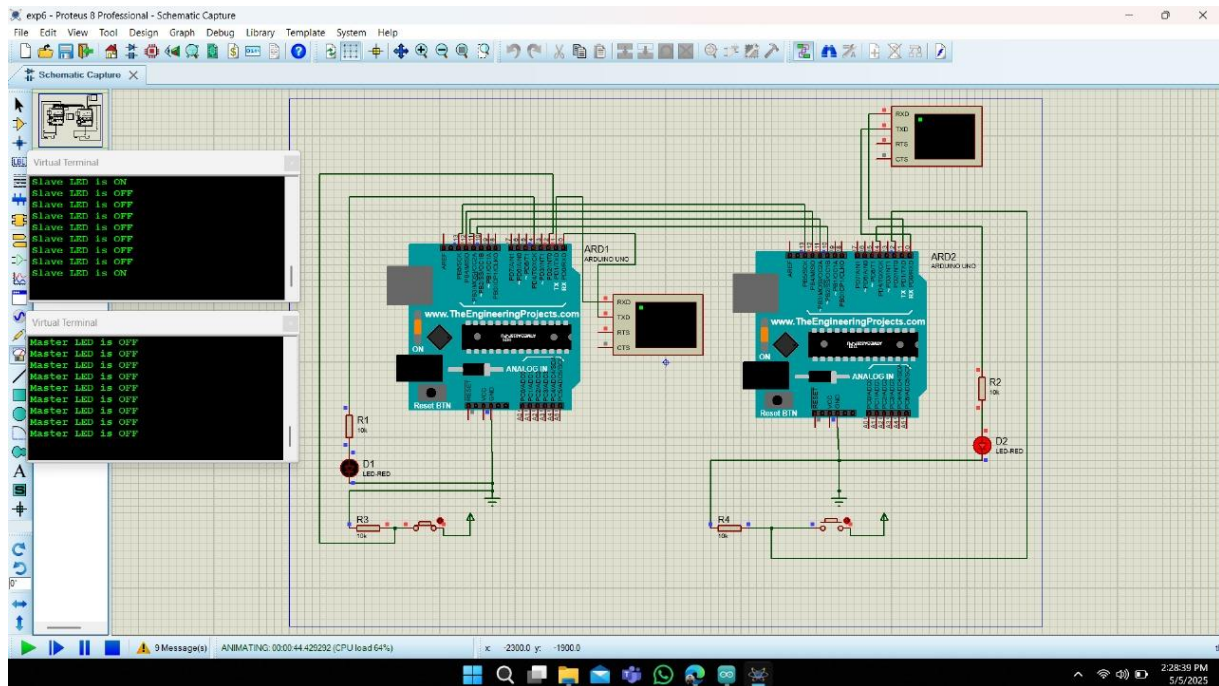 exp6 - Proteus 8 Professional - Schematic Capture
File Edit View Tool Design Graph Debug Library Template System Help
Schematic Capture
Virtual Terminal
Slave LED is ON
Slave LED is OFF
Slave LED is OFF
Slave LED is OFF
Slave LED is OFF
Slave LED is OFF
Slave LED is OFF
Slave LED is OFF
Slave LED is ON
Virtual Terminal
Master LED is OFF
Master LED is OFF
Master LED is OFF
Master LED is OFF
Master LED is OFF
Master LED is OFF
Master LED is OFF
Master LED is OFF
Master LED is OFF
RXD
TXD
RTS
CTS
ARD1
ARDUINO UNO
www.TheEngineeringProjects.com
ON
ANALOG IN
RESET
Reset BTN
RXD
TXD
RTS
CTS
ARD2
ARDUINO UNO
www.TheEngineeringProjects.com
ON
ANALOG IN
RESET
Reset BTN
R1
10k
D1
LED-RED
R3
10k
R2
10k
D2
LED-RED
R4
10k
9 Message(s)
ANIMATING: 00:00:44.429292 (CPU load 64%)
x: -2300.0 y: -1900.0
2:28:39 PM
5/5/2025